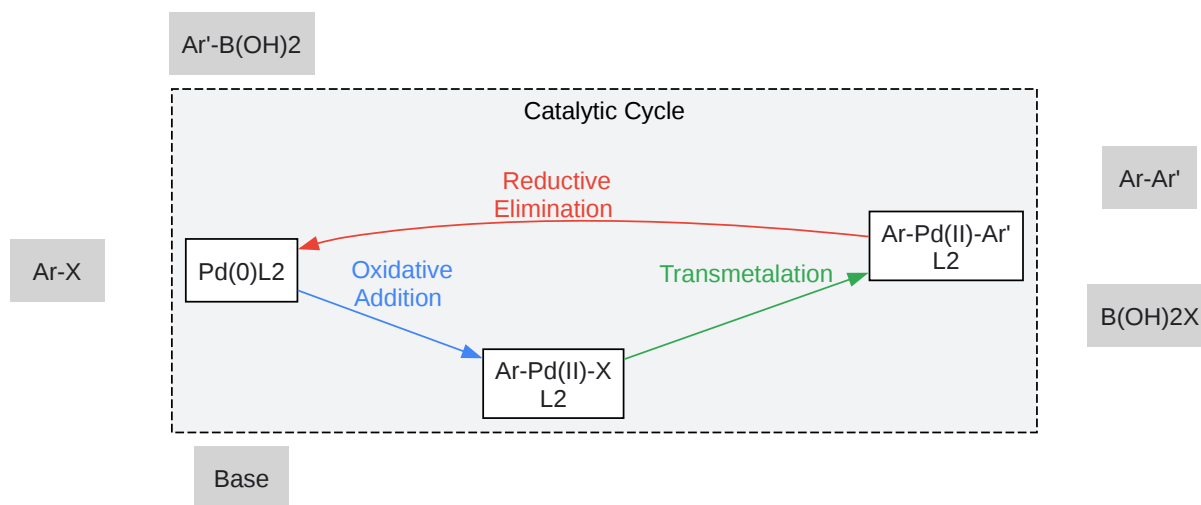 Ar'-B(OH)2
Catalytic Cycle
Reductive
Elimination
Ar-Ar'
Ar-Pd(II)-Ar'
L2
Ar-X
Pd(0)L2
Oxidative
Addition
Transmetalation
B(OH)2X
Ar-Pd(II)-X
L2
Base